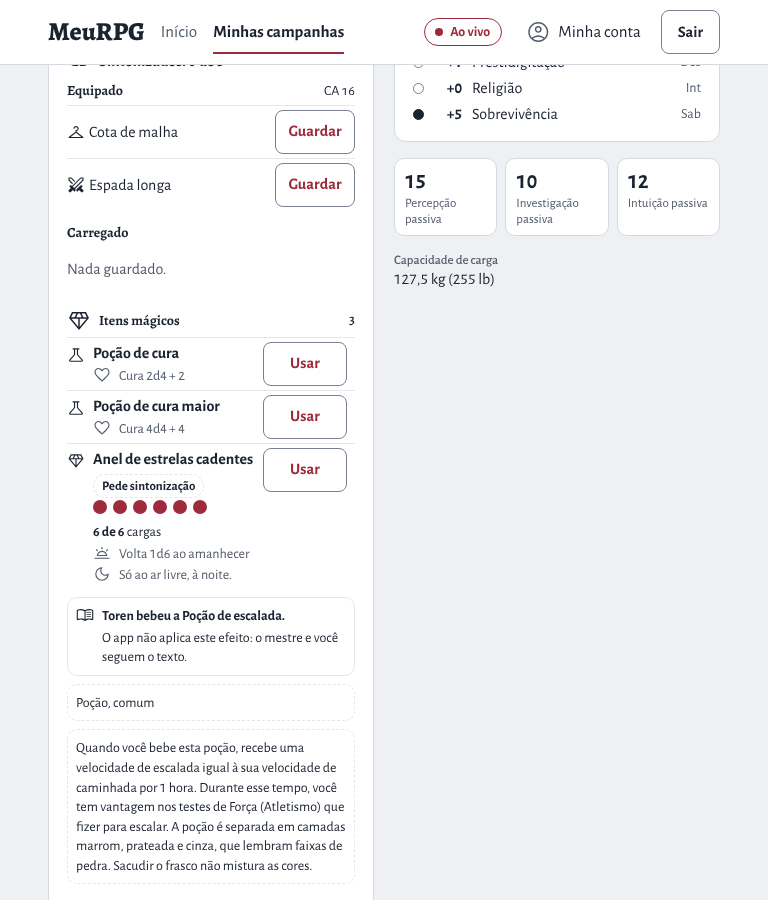 MeuRPG
Início
Minhas campanhas
Ao vivo
Minha conta
Sair
Equipado
CA 16
Cota de malha
Guardar
Espada longa
Guardar
Carregado
Nada guardado.
Itens mágicos
3
Poção de cura
Cura 2d4 + 2
Usar
Poção de cura maior
Cura 4d4 + 4
Usar
Anel de estrelas cadentes
Usar
Pede sintonização
6 de 6 cargas
Volta 1d6 ao amanhecer
Só ao ar livre, à noite.
Toren bebeu a Poção de escalada.
O app não aplica este efeito: o mestre e você
seguem o texto.
Poção, comum
Quando você bebe esta poção, recebe uma
velocidade de escalada igual à sua velocidade de
caminhada por 1 hora. Durante esse tempo, você
tem vantagem nos testes de Força (Atletismo) que
fizer para escalar. A poção é separada em camadas
marrom, prateada e cinza, que lembram faixas de
pedra. Sacudir o frasco não mistura as cores.
+0 Religião Int
+5 Sobrevivência Sab
15
Percepção
passiva
10
Investigação
passiva
12
Intuição passiva
Capacidade de carga
127,5 kg (255 lb)